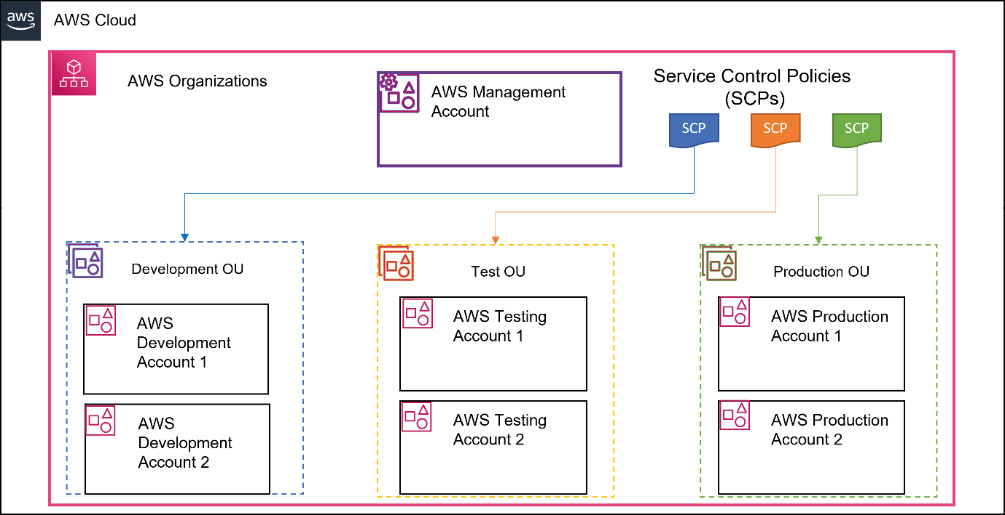 aws
AWS Cloud
AWS Organizations
AWS Management
Account
Service Control Policies
(SCPs)
SCP
SCP
SCP
Development OU
AWS
Development
Account 1
AWS
Development
Account 2
Test OU
AWS Testing
Account 1
AWS Testing
Account 2
Production OU
AWS Production
Account 1
AWS Production
Account 2